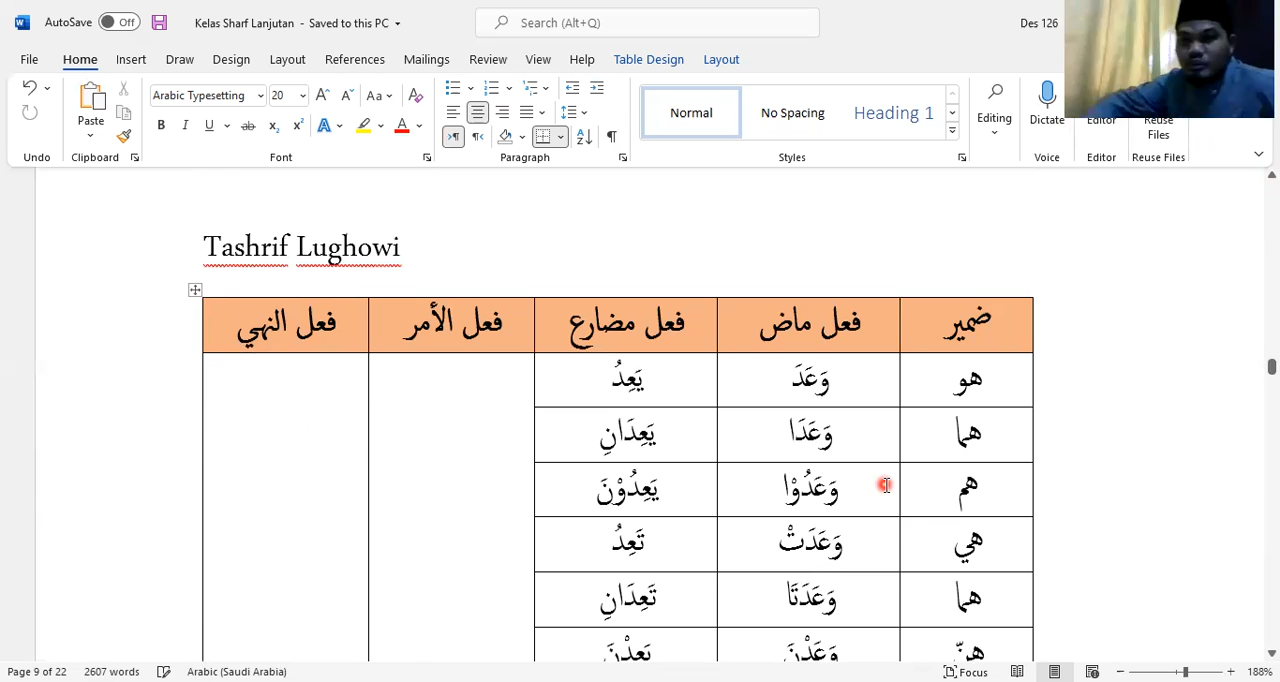 AutoSave Off Kelas Sharf Lanjutan - Saved to this PC Search (Alt+Q) Des 126
File Home Insert Draw Design Layout References Mailings Review View Help Table Design Layout
Arabic Typesetting 20 Aa
Paste Normal No Spacing Heading 1 Editing Dictate Editor Reuse Files
Undo Clipboard Font Paragraph Styles Voice Editor Reuse Files
Tashrif Lughowi
ضمير فعل ماض فعل مضارع فعل الأمر فعل النهي
هو وَعَدَ يَعِدُ
هما وَعَدَا يَعِدَانِ
هم وَعَدُوْا يَعِدُوْنَ
هي وَعَدَتْ تَعِدُ
هما وَعَدَتَا تَعِدَانِ
هنّ وَعَدْنَ يَعِدْنَ
Page 9 of 22 2607 words Arabic (Saudi Arabia) Focus 188%